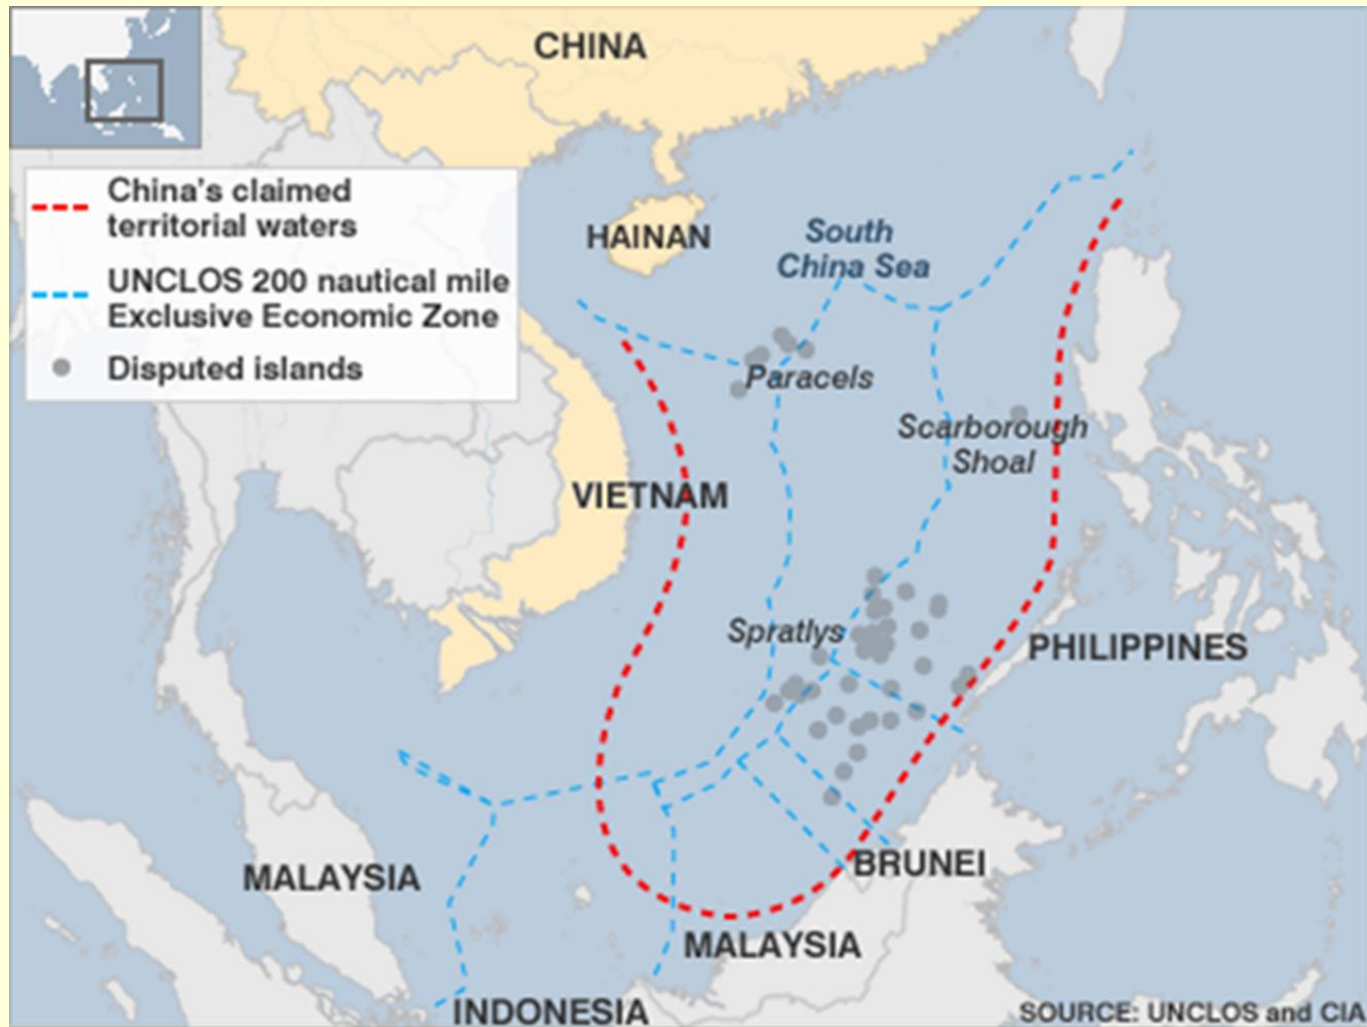 CHINA
China's claimed
territorial waters
UNCLOS 200 nautical mile
Exclusive Economic Zone
Disputed islands
HAINAN
South
China Sea
Paracels
Scarborough
Shoal
VIETNAM
Spratlys
PHILIPPINES
MALAYSIA
BRUNEI
MALAYSIA
INDONESIA
SOURCE: UNCLOS and CIA